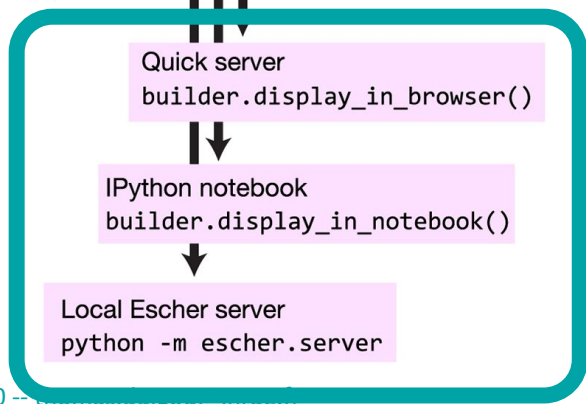 Quick server
builder.display_in_browser()
IPython notebook
builder.display_in_notebook()
Local Escher server
python -m escher.server